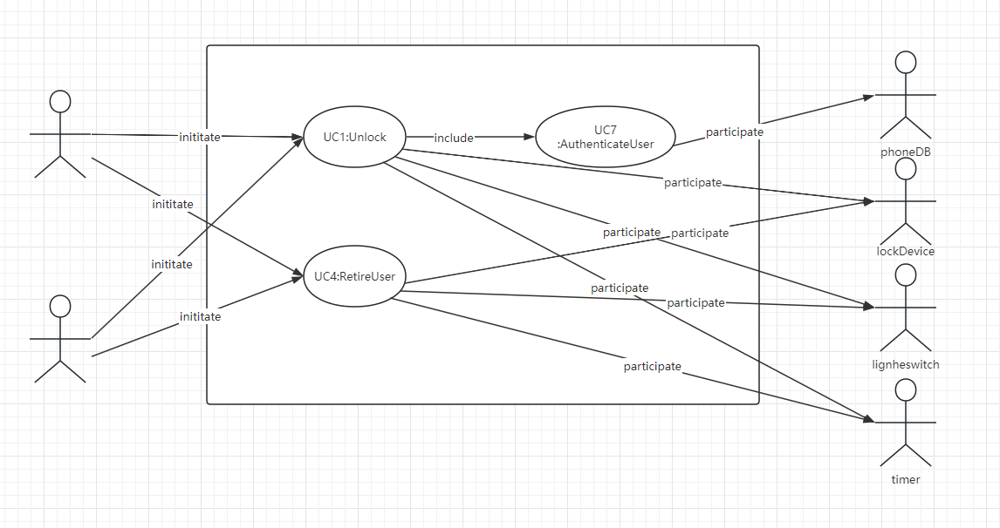 phoneDB
inititate
UC1:Unlock
include
UC7
:AuthenticateUser
participate
participate
lockDevice
inititate
participate
participate
inititate
UC4:RetireUser
participate
participate
lignheswitch
inititate
participate
timer